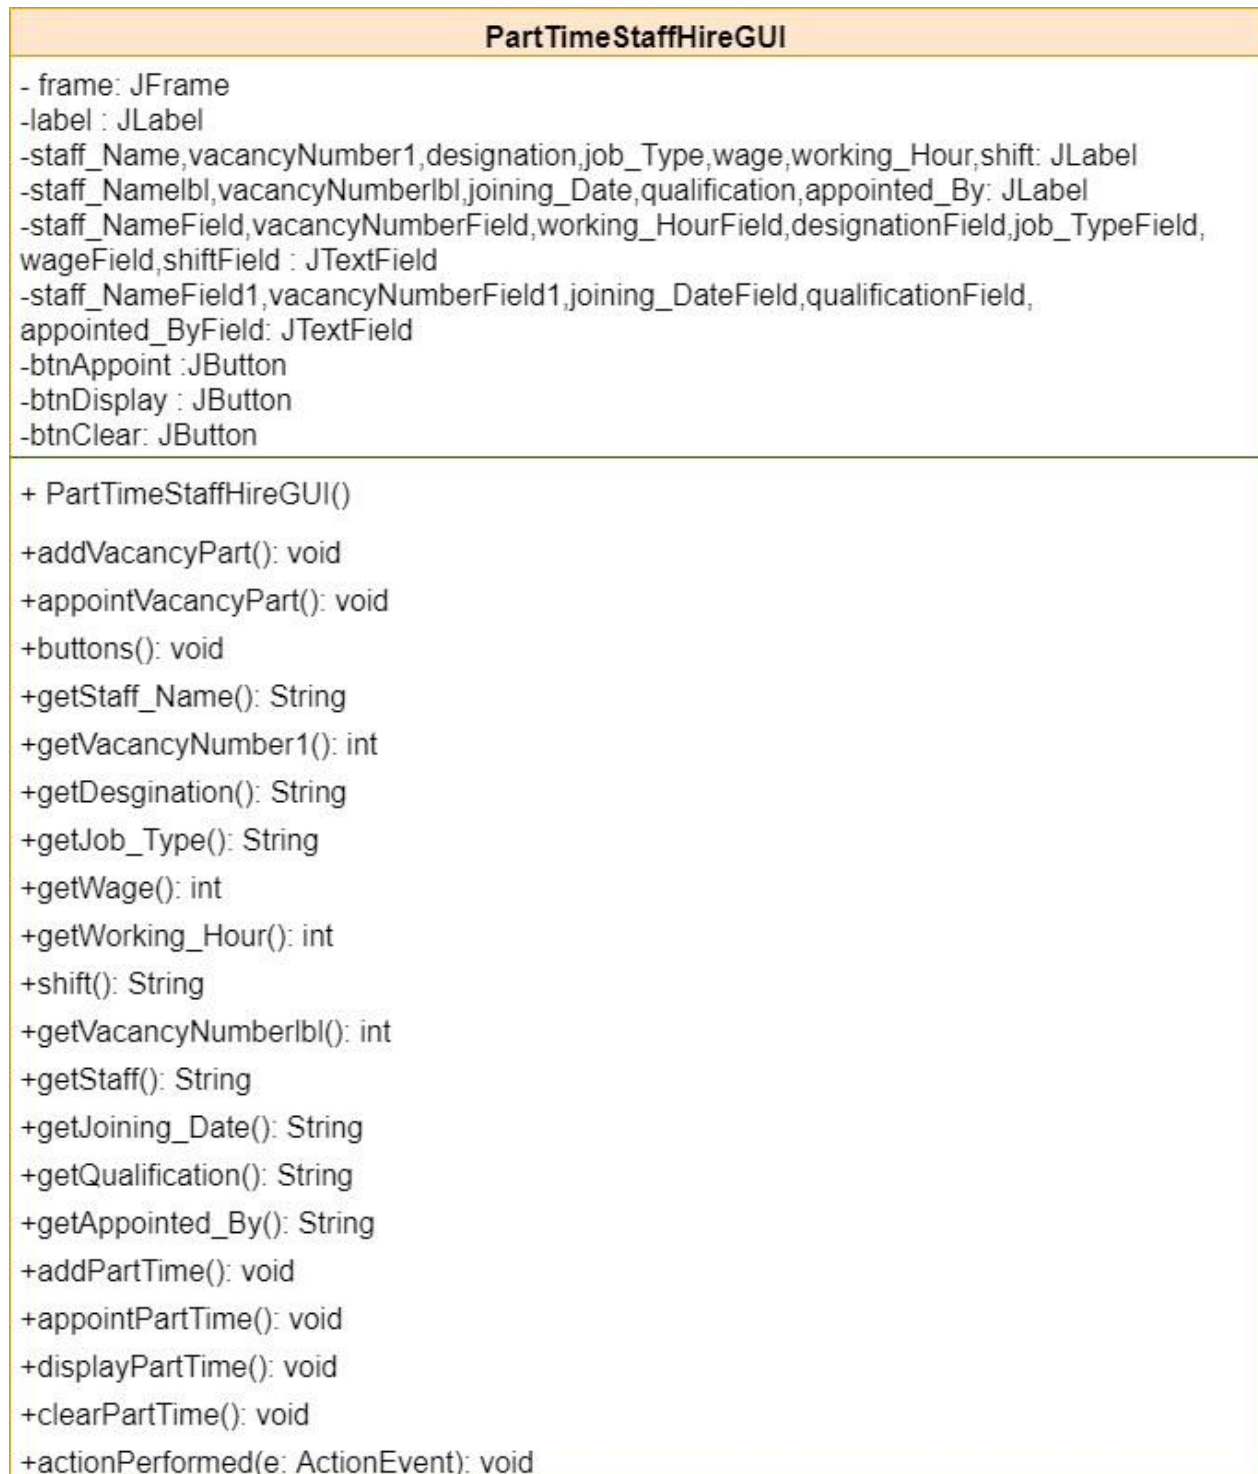 PartTimeStaffHireGUI
- frame: JFrame
-label : JLabel
-staff_Name,vacancyNumber1,designation,job_Type,wage,working_Hour,shift: JLabel
-staff_Namelbl,vacancyNumberlbl,joining_Date,qualification,appointed_By: JLabel
-staff_NameField,vacancyNumberField,working_HourField,designationField,job_TypeField,
wageField,shiftField : JTextField
-staff_NameField1,vacancyNumberField1,joining_DateField,qualificationField,
appointed_ByField: JTextField
-btnAppoint :JButton
-btnDisplay : JButton
-btnClear: JButton
+ PartTimeStaffHireGUI()
+addVacancyPart(): void
+appointVacancyPart(): void
+buttons(): void
+getStaff_Name(): String
+getVacancyNumber1(): int
+getDesgination(): String
+getJob_Type(): String
+getWage(): int
+getWorking_Hour(): int
+shift(): String
+getVacancyNumberlbl(): int
+getStaff(): String
+getJoining_Date(): String
+getQualification(): String
+getAppointed_By(): String
+addPartTime(): void
+appointPartTime(): void
+displayPartTime(): void
+clearPartTime(): void
+actionPerformed(e: ActionEvent): void